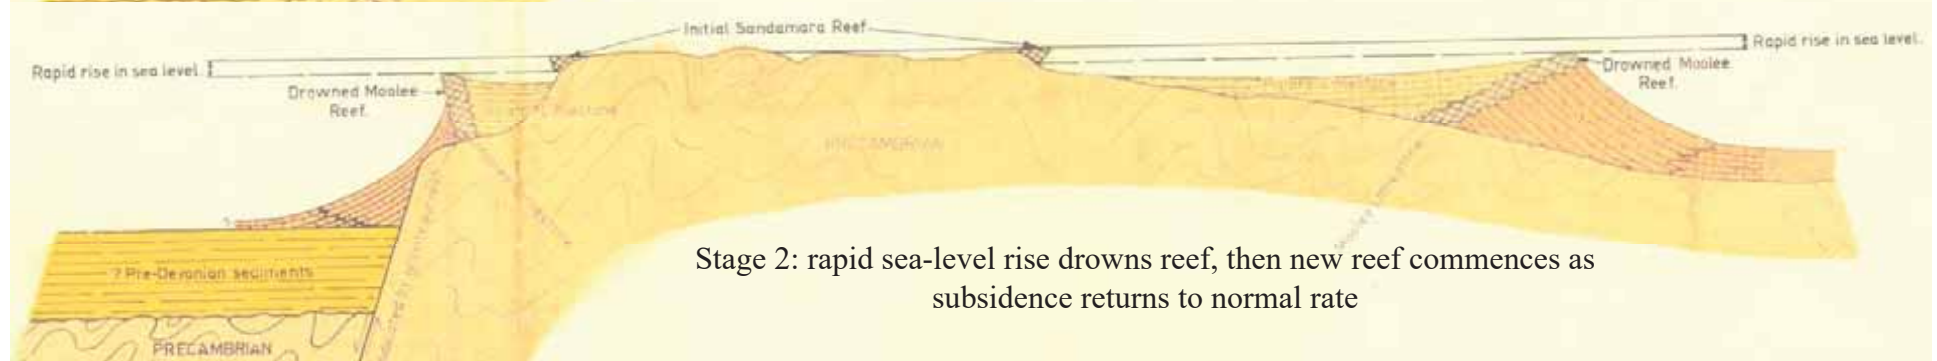 Initial Sandamara Reef
Rapid rise in sea level
Rapid rise in sea level.
Drowned Moolee
Reef.
Drowned Moolee
Reef.
PRECAMBRIAN
? Pre-Devonian sediments
PRECAMBRIAN
?
Stage 2: rapid sea-level rise drowns reef, then new reef commences as
subsidence returns to normal rate